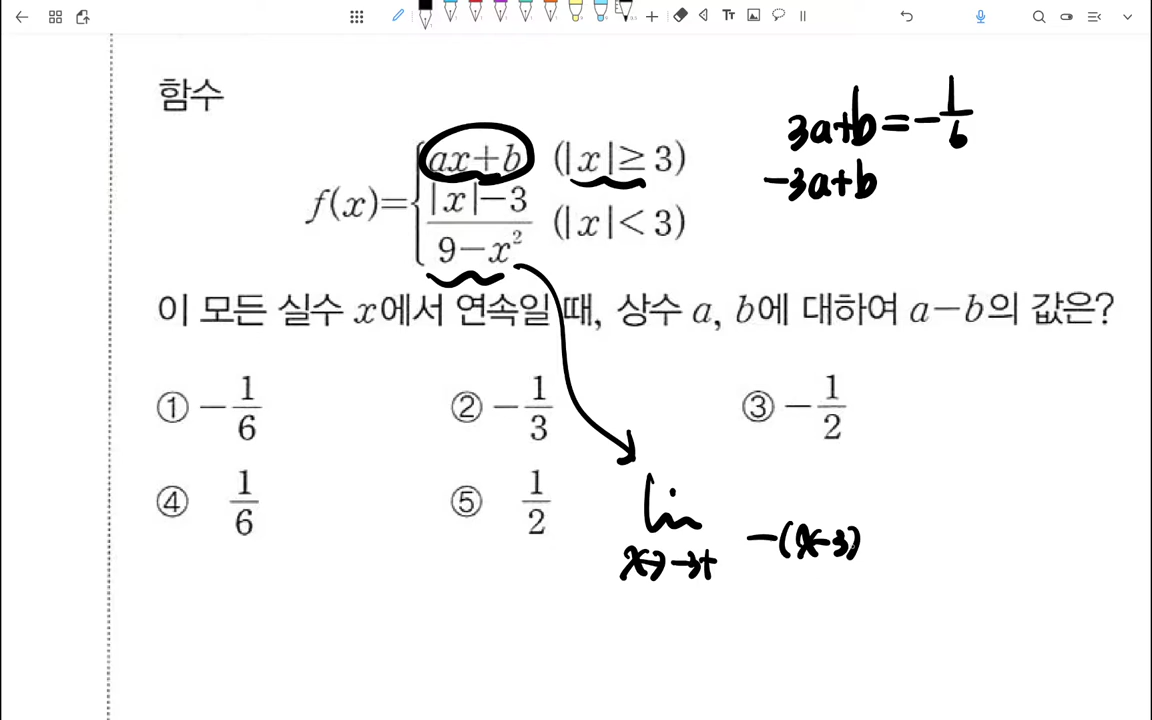 함수
3a+b=-1/6
-3a+b
f(x)={ax+b (|x|≥3)
(|x|-3)/(9-x²) (|x|<3)
이 모든 실수 x에서 연속일 때, 상수 a, b에 대하여 a-b의 값은?
① -1/6 ② -1/3 ③ -1/2
④ 1/6 ⑤ 1/2
lim x→-3+ -(x-3)